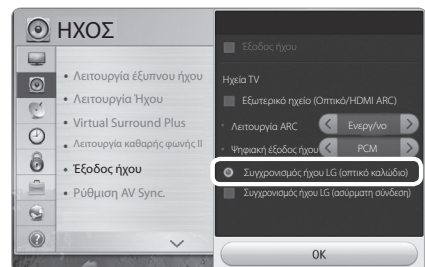 ΗΧΟΣ
• Λειτουργία έξυπνου ήχου
• Λειτουργία Ήχου
• Virtual Surround Plus
• Λειτουργία καθαρής φωνής II
• Έξοδος ήχου
• Ρύθμιση AV Sync.
Έξοδος ήχου
Ηχεία TV
Εξωτερικό ηχείο (Οπτικό/HDMI ARC)
• Λειτουργία ARC < Ενεργ/νο >
• Ψηφιακή έξοδος ήχου < PCM >
Συγχρονισμός ήχου LG (οπτικό καλώδιο)
Συγχρονισμός ήχου LG (ασύρματη σύνδεση)
OK